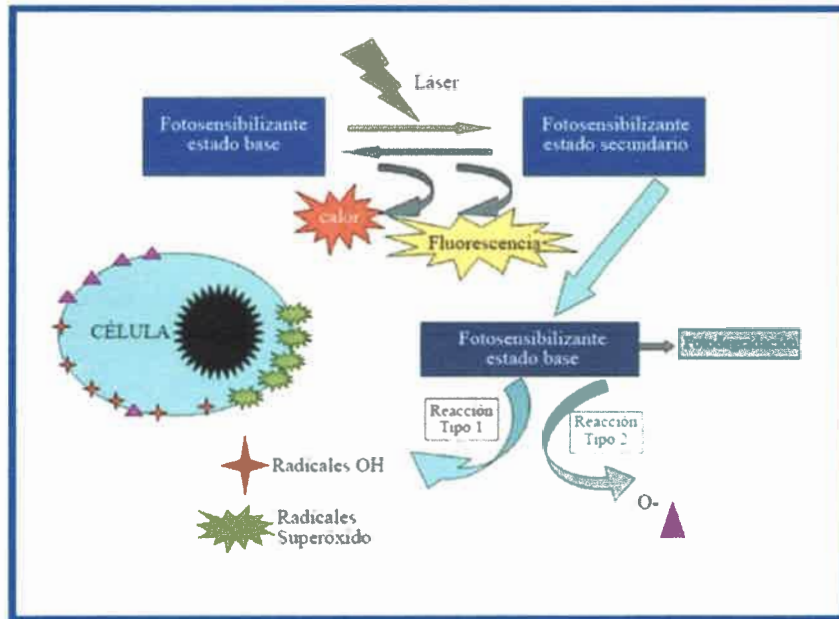 Láser
Fotosensibilizante
estado base
Fotosensibilizante
estado secundario
calor
Fluorescencia
CÉLULA
Fotosensibilizante
estado base
Reacción
Tipo 1
Reacción
Tipo 2
Radicales OH
Radicales
Superóxido
O-